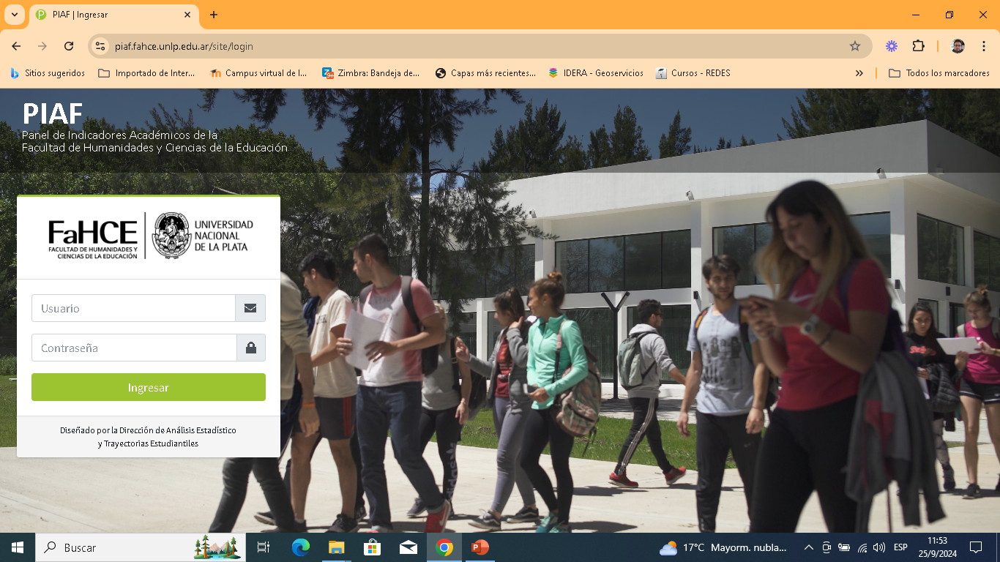 PIAF | Ingresar
piaf.fahce.unlp.edu.ar/site/login
Sitios sugeridos
Importado de Inter...
Campus virtual de l...
Zimbra: Bandeja de...
Capas más recientes...
IDERA - Geoservicios
Cursos - REDES
Todos los marcadores
PIAF
Panel de Indicadores Académicos de la
Facultad de Humanidades y Ciencias de la Educación
FaHCE
FACULTAD DE HUMANIDADES Y
CIENCIAS DE LA EDUCACIÓN
UNIVERSIDAD
NACIONAL
DE LA PLATA
Usuario
Contraseña
Ingresar
Diseñado por la Dirección de Análisis Estadístico
y Trayectorias Estudiantiles
Buscar
17°C Mayorm. nubla...
ESP
11:53
25/9/2024